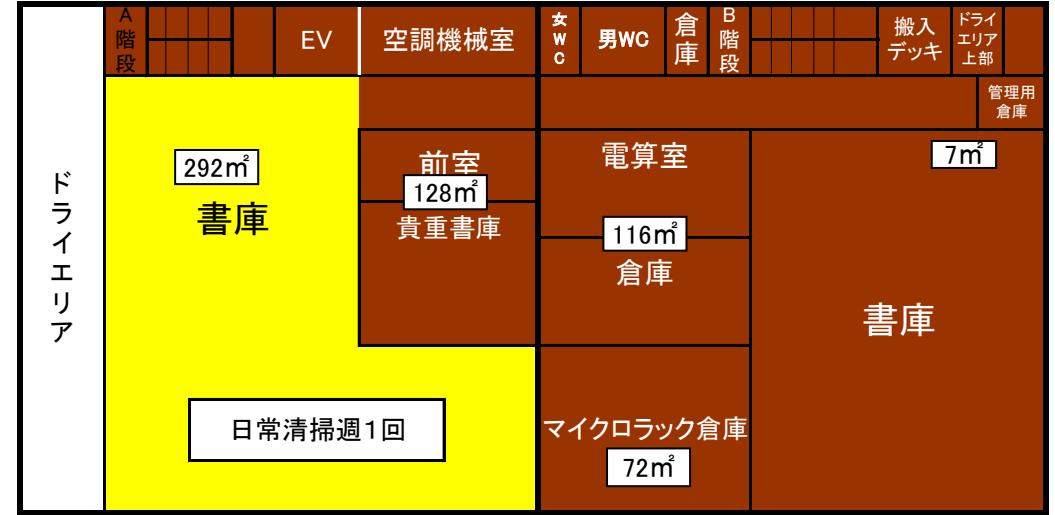 A
階
段
EV
空調機械室
女
W
C
男WC
倉
庫
B
階
段
搬入
デッキ
ドライ
エリア
上部
管理用
倉庫
ドライエリア
292㎡
書庫
前室
128㎡
貴重書庫
電算室
116㎡
倉庫
7㎡
書庫
日常清掃週1回
マイクロラック倉庫
72㎡